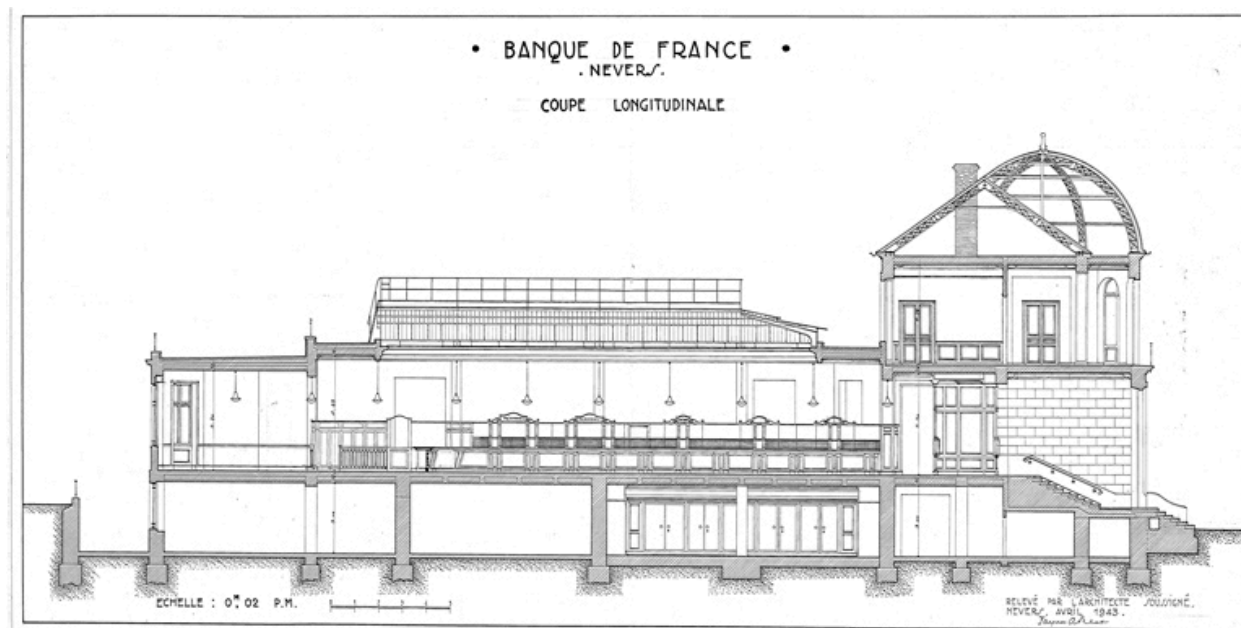 • BANQUE DE FRANCE •
. NEVERS.
COUPE LONGITUDINALE
ECHELLE : 0ᴹ, 02 P.M.
RELEVÉ PAR L'ARCHITECTE SOUSSIGNÉ.
NEVERS, AVRIL 1943.